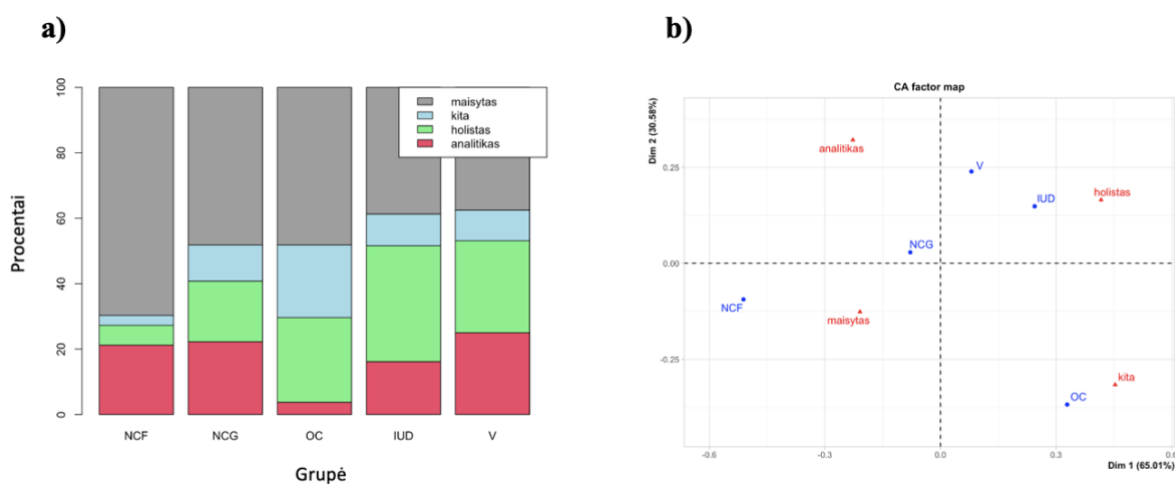 a)
Procentai
100
80
60
40
20
0
maisytas
kita
holistas
analitikas
NCF NCG OC IUD V
Grupė
b)
CA factor map
Dim 2 (30.58%)
0.25
0.00
-0.25
analitikas
V
IUD
holistas
NCG
NCF
maisytas
kita
OC
-0.6 -0.3 0.0 0.3 0.6
Dim 1 (65.01%)